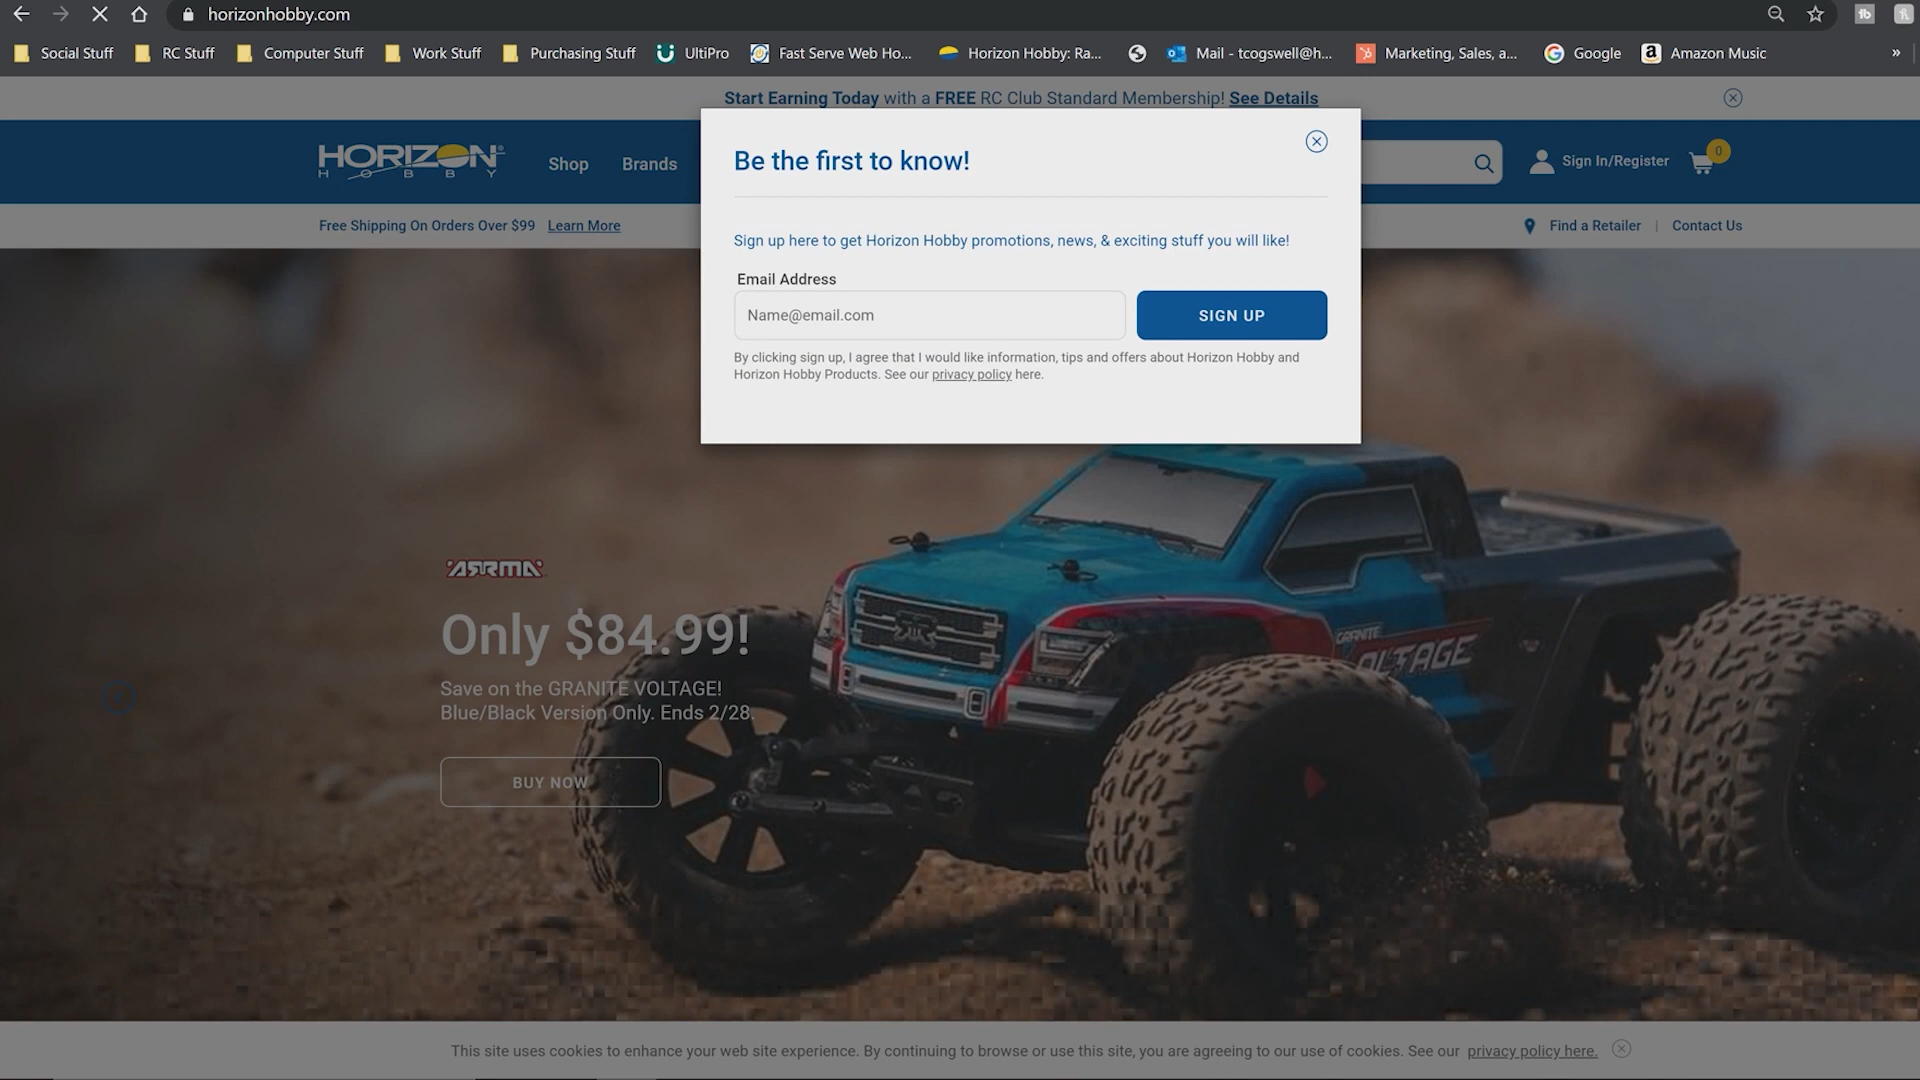 horizonhobby.com
Social Stuff
RC Stuff
Computer Stuff
Work Stuff
Purchasing Stuff
UltiPro
Fast Serve Web Ho...
Horizon Hobby: Ra...
Mail - tcogswell@h...
Marketing, Sales, a...
Google
Amazon Music
»
Start Earning Today with a FREE RC Club Standard Membership! See Details
HORIZON
HOBBY
Shop
Brands
Sign In/Register
0
Free Shipping On Orders Over $99 Learn More
Find a Retailer | Contact Us
Be the first to know!
Sign up here to get Horizon Hobby promotions, news, & exciting stuff you will like!
Email Address
Name@email.com
SIGN UP
By clicking sign up, I agree that I would like information, tips and offers about Horizon Hobby and
Horizon Hobby Products. See our privacy policy here.
ARRMA
Only $84.99!
Save on the GRANITE VOLTAGE!
Blue/Black Version Only. Ends 2/28.
BUY NOW
GRANITE
VOLTAGE
This site uses cookies to enhance your web site experience. By continuing to browse or use this site, you are agreeing to our use of cookies. See our privacy policy here.